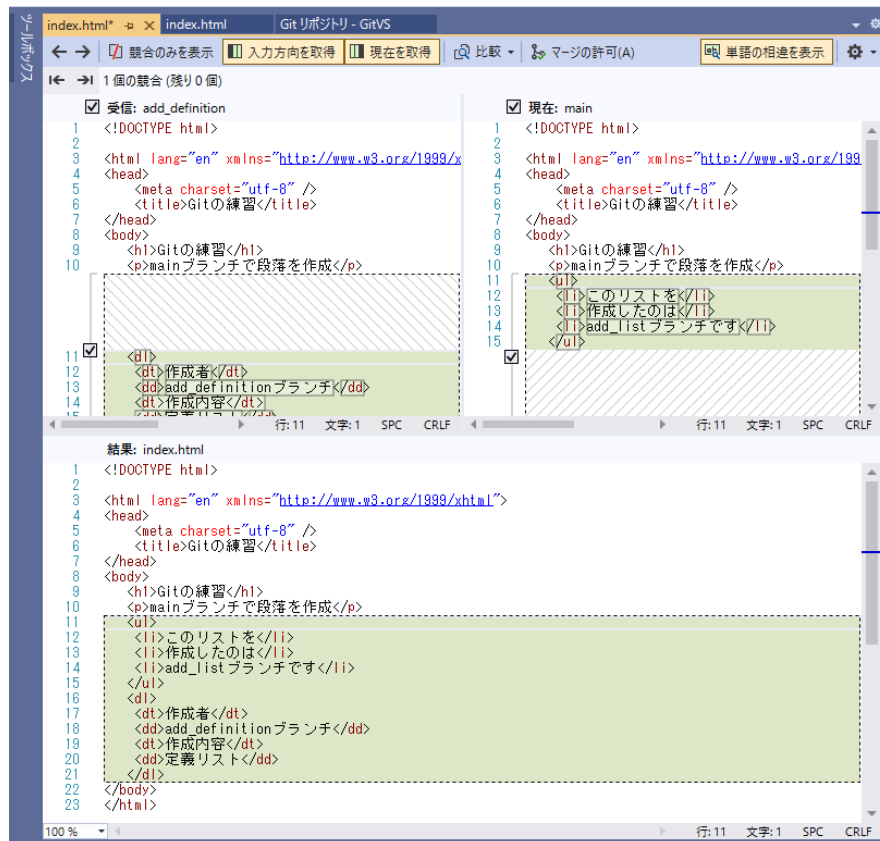 ツールボックス
index.html* index.html Git リポジトリ - GitVS
競合のみを表示 入力方向を取得 現在を取得 比較 マージの許可(A) 単語の相違を表示
1 個の競合 (残り 0 個)
受信: add_definition
1 <!DOCTYPE html>
2
3 <html lang="en" xmlns="http://www.w3.org/1999/x
4 <head>
5 <meta charset="utf-8" />
6 <title>Gitの練習</title>
7 </head>
8 <body>
9 <h1>Gitの練習</h1>
10 <p>mainブランチで段落を作成</p>
11 <dl>
12 <dt>作成者</dt>
13 <dd>add_definitionブランチ</dd>
14 <dt>作成内容</dt>
15 <dd>定義リスト</dd>
行: 11 文字: 1 SPC CRLF
現在: main
1 <!DOCTYPE html>
2
3 <html lang="en" xmlns="http://www.w3.org/199
4 <head>
5 <meta charset="utf-8" />
6 <title>Gitの練習</title>
7 </head>
8 <body>
9 <h1>Gitの練習</h1>
10 <p>mainブランチで段落を作成</p>
11 <ul>
12 <li>このリストを</li>
13 <li>作成したのは</li>
14 <li>add_listブランチです</li>
15 </ul>
行: 11 文字: 1 SPC CRLF
結果: index.html
1 <!DOCTYPE html>
2
3 <html lang="en" xmlns="http://www.w3.org/1999/xhtml">
4 <head>
5 <meta charset="utf-8" />
6 <title>Gitの練習</title>
7 </head>
8 <body>
9 <h1>Gitの練習</h1>
10 <p>mainブランチで段落を作成</p>
11 <ul>
12 <li>このリストを</li>
13 <li>作成したのは</li>
14 <li>add_listブランチです</li>
15 </ul>
16 <dl>
17 <dt>作成者</dt>
18 <dd>add_definitionブランチ</dd>
19 <dt>作成内容</dt>
20 <dd>定義リスト</dd>
21 </dl>
22 </body>
23 </html>
100 % 行: 11 文字: 1 SPC CRLF